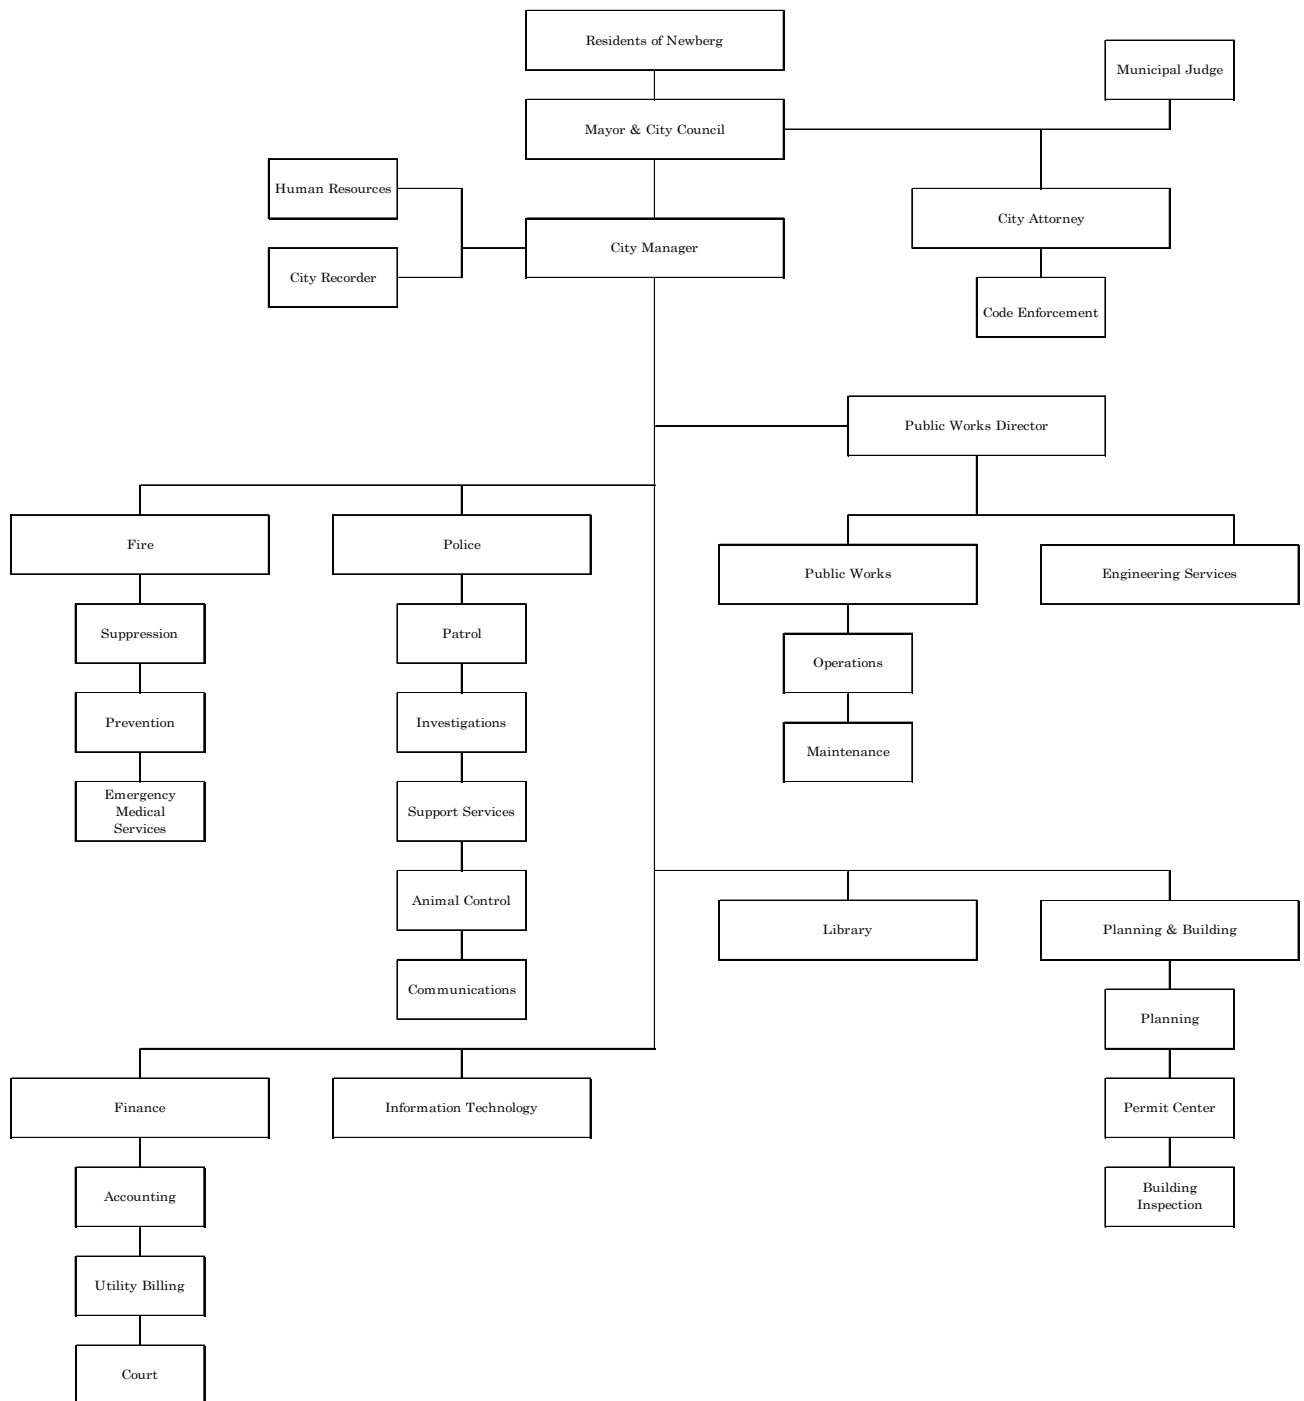 Residents of Newberg
Municipal Judge
Mayor & City Council
Human Resources
City Attorney
City Manager
City Recorder
Code Enforcement
Public Works Director
Fire
Police
Public Works
Engineering Services
Suppression
Patrol
Operations
Prevention
Investigations
Maintenance
Emergency
Medical
Services
Support Services
Animal Control
Library
Planning & Building
Communications
Planning
Finance
Information Technology
Permit Center
Accounting
Building
Inspection
Utility Billing
Court